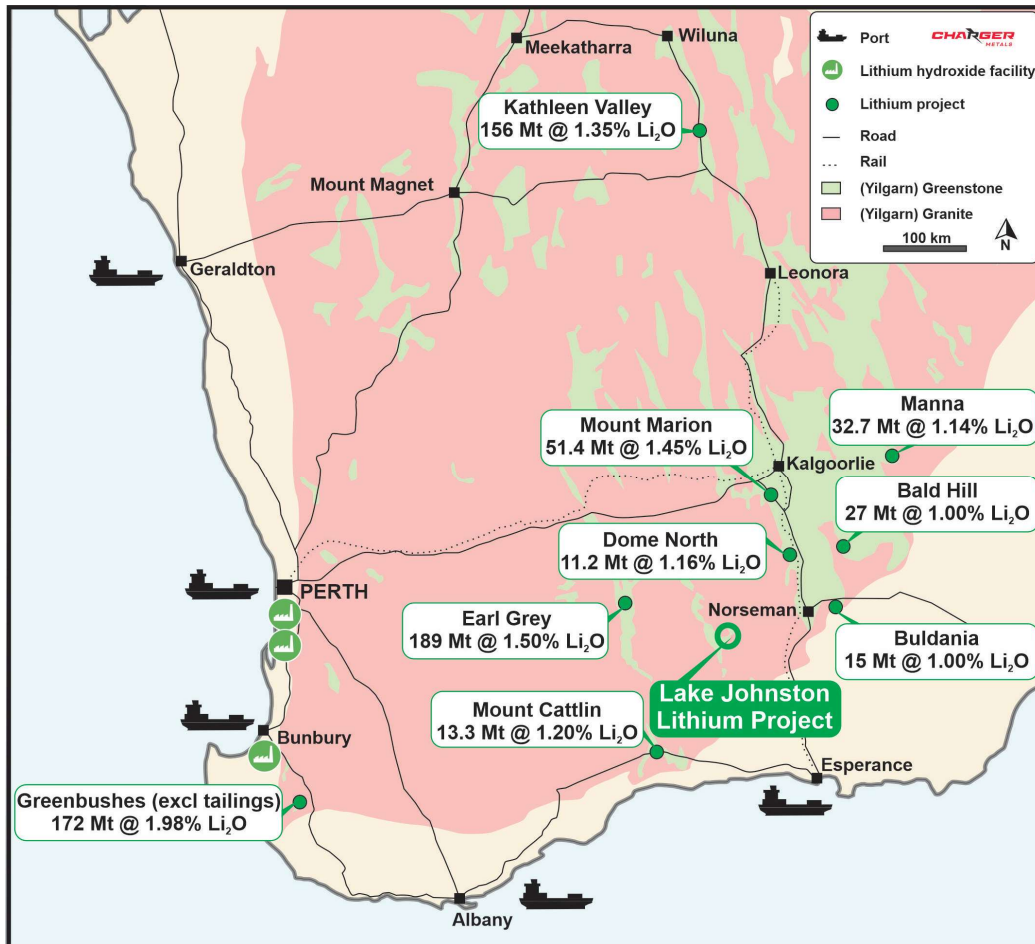 Meekatharra
Wiluna
Port
CHARGER
METALS
Lithium hydroxide facility
Lithium project
Road
Rail
(Yilgarn) Greenstone
(Yilgarn) Granite
100 km
N
Kathleen Valley
156 Mt @ 1.35% Li₂O
Mount Magnet
Geraldton
Leonora
Mount Marion
51.4 Mt @ 1.45% Li₂O
Manna
32.7 Mt @ 1.14% Li₂O
Kalgoorlie
Bald Hill
27 Mt @ 1.00% Li₂O
Dome North
11.2 Mt @ 1.16% Li₂O
PERTH
Earl Grey
189 Mt @ 1.50% Li₂O
Norseman
Buldania
15 Mt @ 1.00% Li₂O
Lake Johnston
Lithium Project
Mount Cattlin
13.3 Mt @ 1.20% Li₂O
Bunbury
Esperance
Greenbushes (excl tailings)
172 Mt @ 1.98% Li₂O
Albany